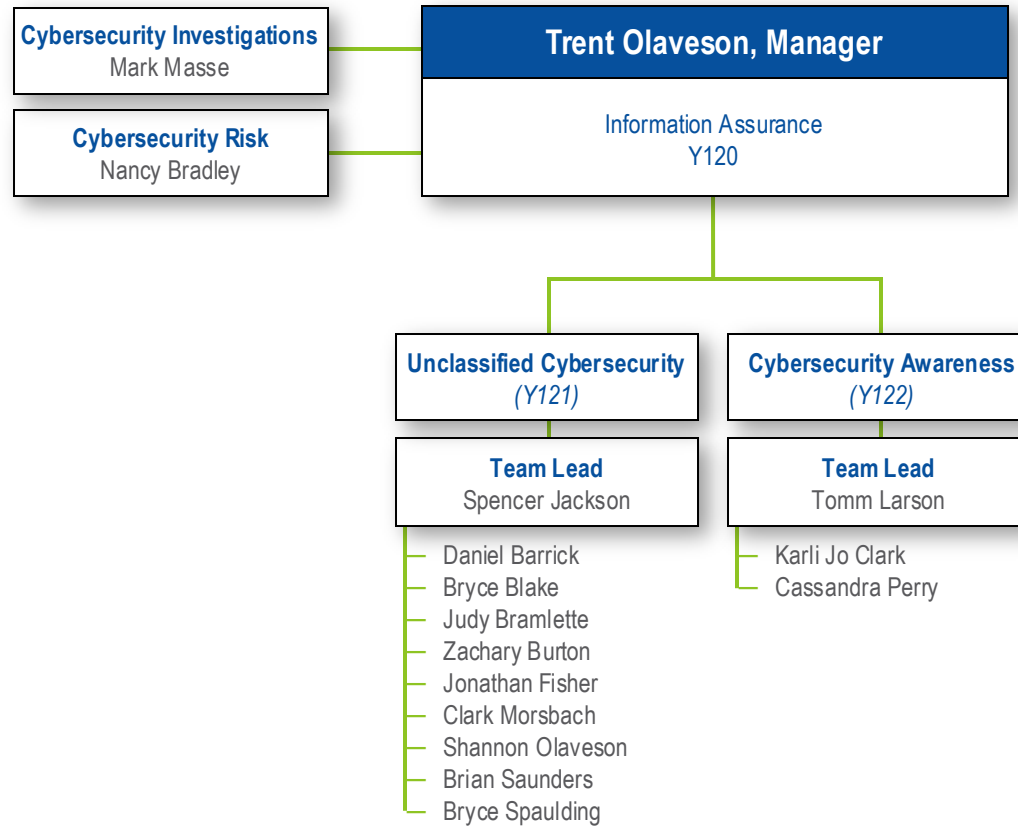 Cybersecurity Investigations
Mark Masse
Cybersecurity Risk
Nancy Bradley
Trent Olaveson, Manager
Information Assurance
Y120
Unclassified Cybersecurity
(Y121)
Team Lead
Spencer Jackson
Daniel Barrick
Bryce Blake
Judy Bramlette
Zachary Burton
Jonathan Fisher
Clark Morsbach
Shannon Olaveson
Brian Saunders
Bryce Spaulding
Cybersecurity Awareness
(Y122)
Team Lead
Tomm Larson
Karli Jo Clark
Cassandra Perry